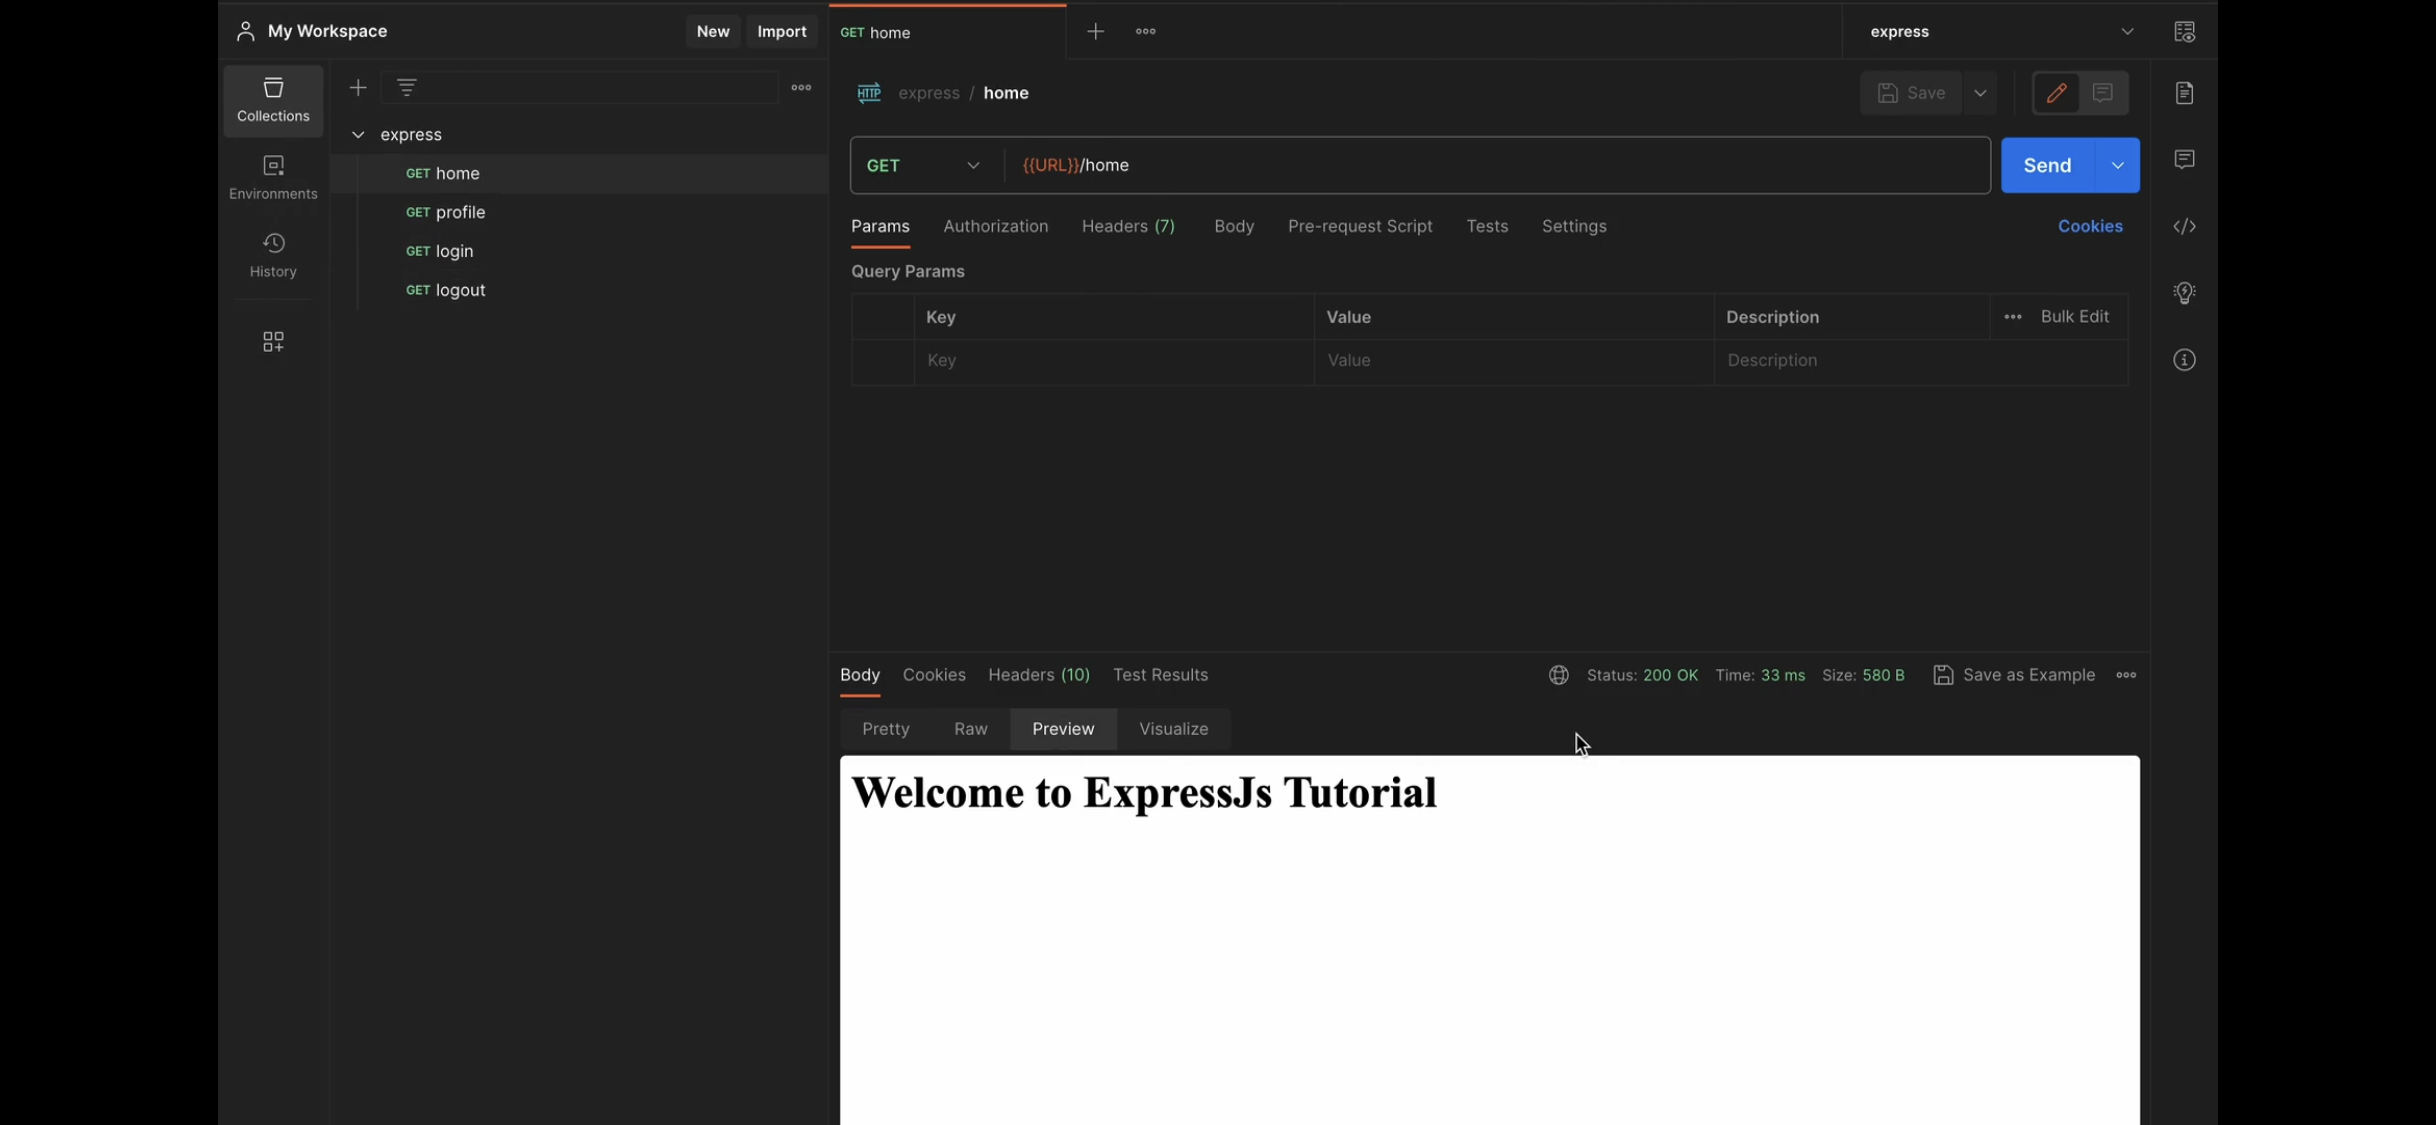 My Workspace New Import GET home express
Collections
Environments
History
express
GET home
GET profile
GET login
GET logout
HTTP express / home Save
GET {{URL}}/home Send
Params Authorization Headers (7) Body Pre-request Script Tests Settings Cookies
Query Params
Key Value Description Bulk Edit
Key Value Description
Body Cookies Headers (10) Test Results Status: 200 OK Time: 33 ms Size: 580 B Save as Example
Pretty Raw Preview Visualize
Welcome to ExpressJs Tutorial